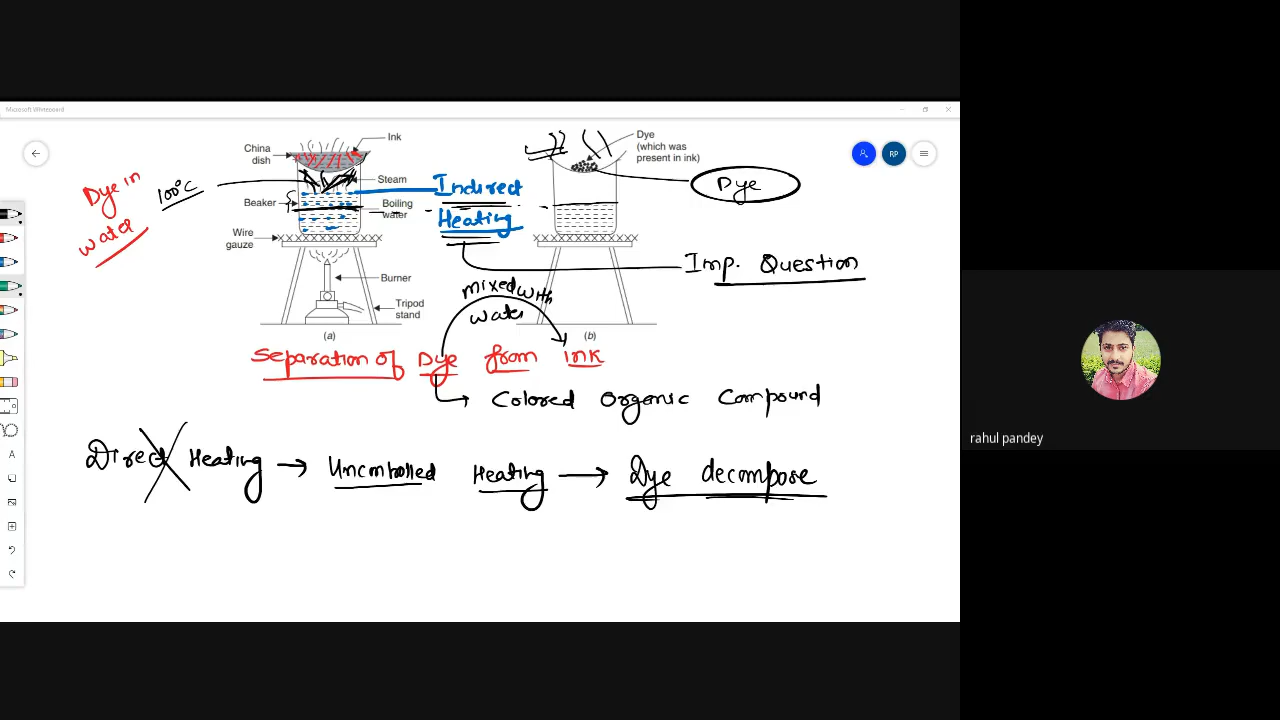 Microsoft Whiteboard
Ink
China
dish
Steam
Beaker
Boiling
water
Wire
gauze
Burner
Tripod
stand
(a)
Dye
(which was
present in ink)
(b)
RP
Dye in
water
100°C
Indirect
Heating
Dye
Imp. Question
mixed with
water
Separation of Dye from Ink
Colored Organic Compound
Direct Heating → Uncontrolled Heating → Dye decompose
A
rahul pandey